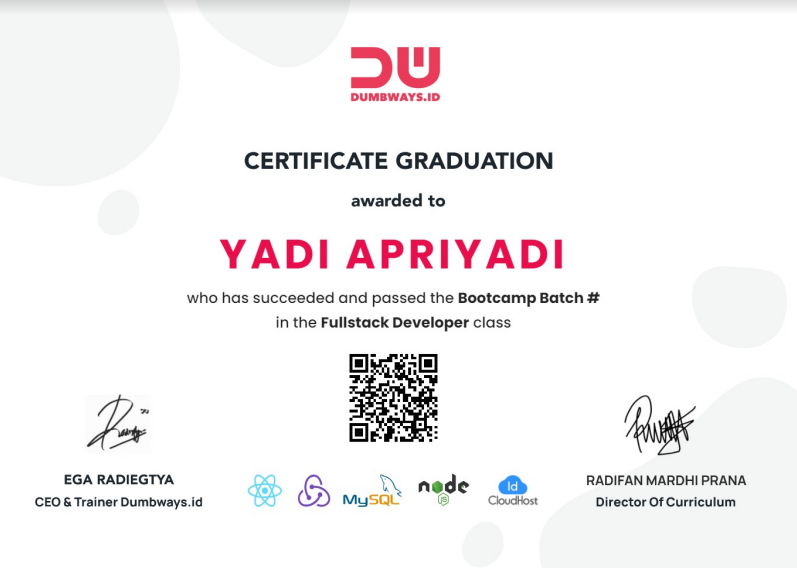 DUMBWAYS.ID
CERTIFICATE GRADUATION
awarded to
YADI APRIYADI
who has succeeded and passed the Bootcamp Batch #
in the Fullstack Developer class
EGA RADIEGTYA
CEO & Trainer Dumbways.id
MySQL
node
JS
Id
CloudHost
RADIFAN MARDHI PRANA
Director Of Curriculum